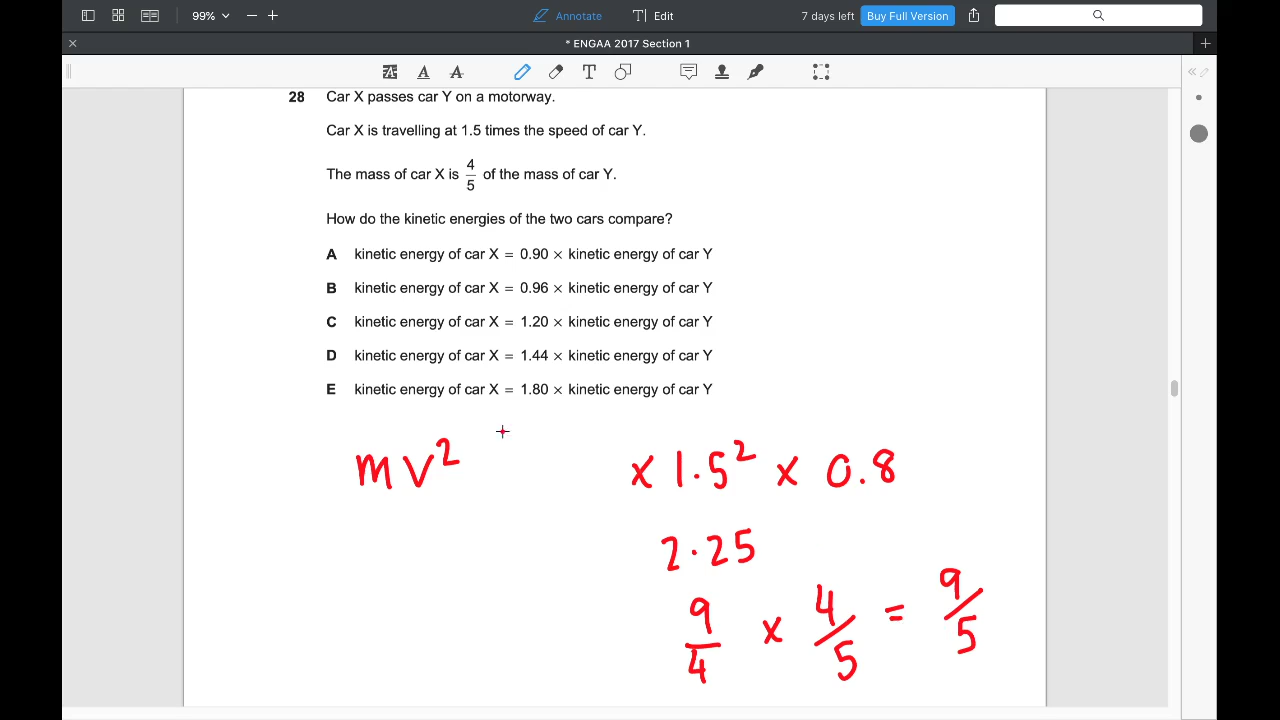 99%
Annotate
T Edit
7 days left
Buy Full Version
* ENGAA 2017 Section 1
28 Car X passes car Y on a motorway.
Car X is travelling at 1.5 times the speed of car Y.
The mass of car X is 4/5 of the mass of car Y.
How do the kinetic energies of the two cars compare?
A kinetic energy of car X = 0.90 × kinetic energy of car Y
B kinetic energy of car X = 0.96 × kinetic energy of car Y
C kinetic energy of car X = 1.20 × kinetic energy of car Y
D kinetic energy of car X = 1.44 × kinetic energy of car Y
E kinetic energy of car X = 1.80 × kinetic energy of car Y
mv² x 1.5² x 0.8
2.25
9/4 x 4/5 = 9/5